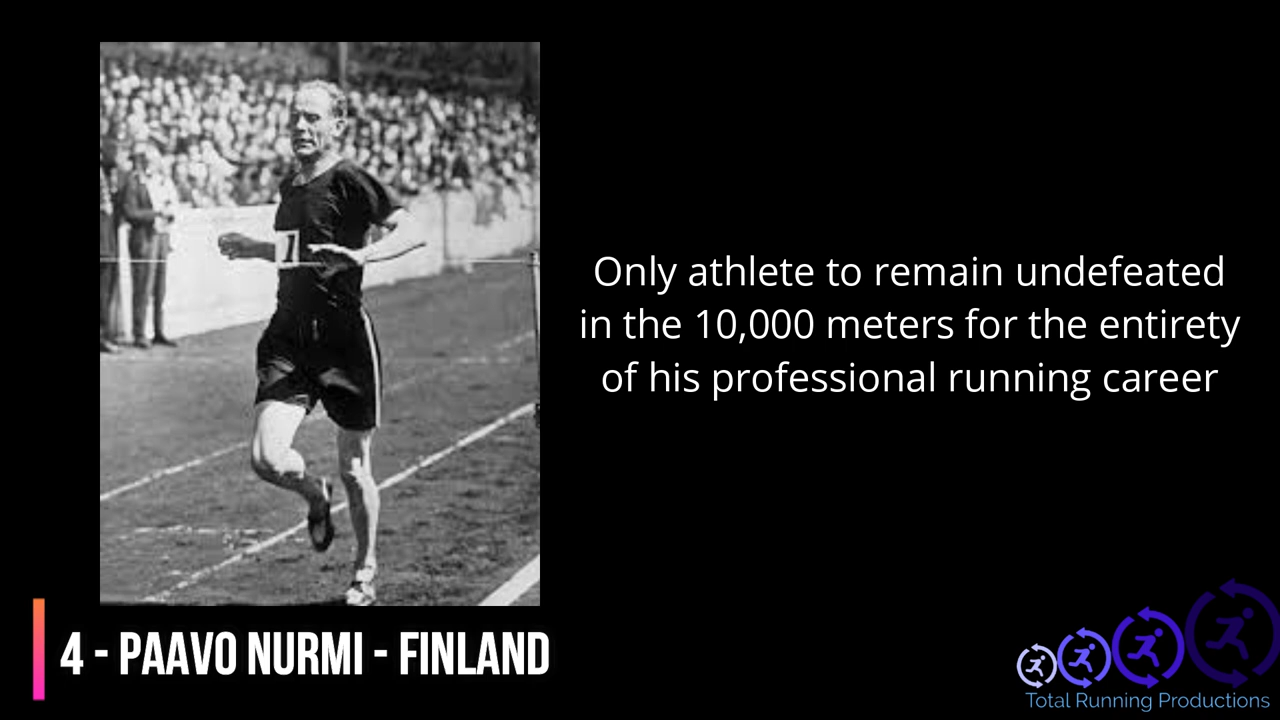 7
Only athlete to remain undefeated
in the 10,000 meters for the entirety
of his professional running career
4 - PAAVO NURMI - FINLAND
Total Running Productions